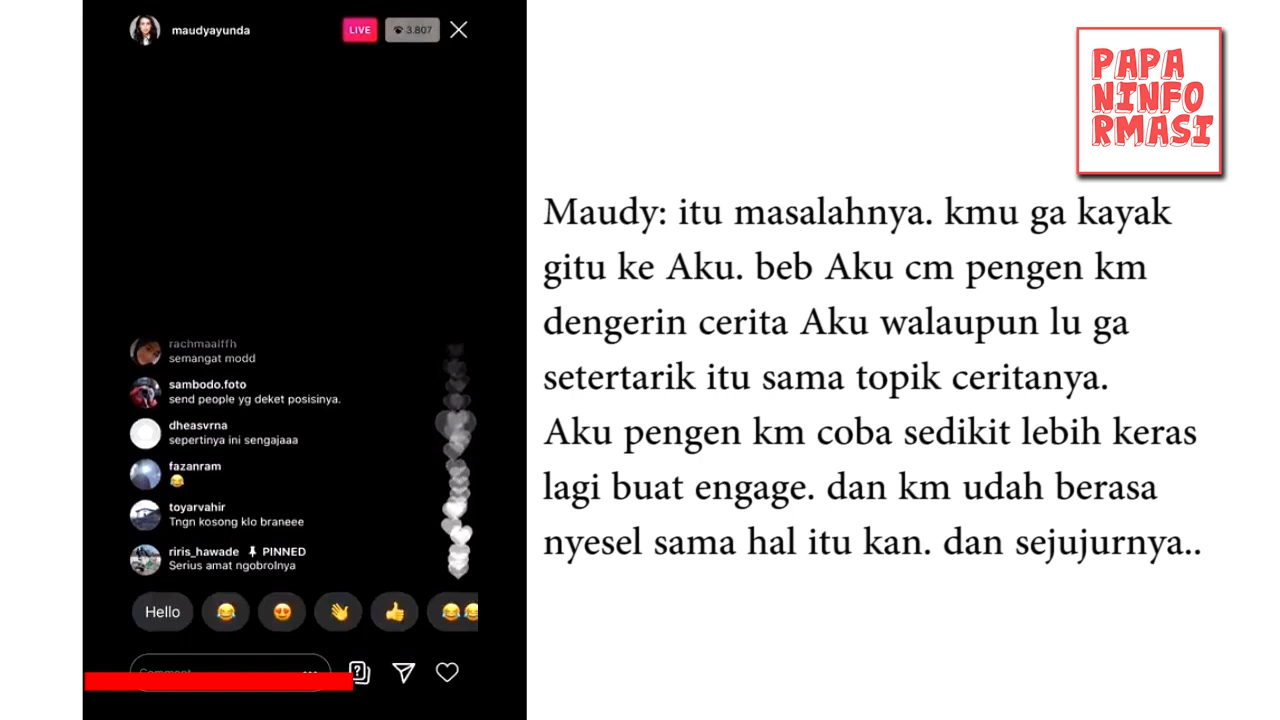 maudyayunda
LIVE
3.807
rachmaalffh
semangat modd
sambodo.foto
send people yg deket posisinya.
dheasvrna
sepertinya ini sengajaaa
fazanram
😂
toyarvahir
Tngn kosong klo braneee
riris_hawade PINNED
Serius amat ngobrolnya
Hello
Comment
PAPA
NINFO
RMASI
Maudy: itu masalahnya. kmu ga kayak
gitu ke Aku. beb Aku cm pengen km
dengerin cerita Aku walaupun lu ga
setertarik itu sama topik ceritanya.
Aku pengen km coba sedikit lebih keras
lagi buat engage. dan km udah berasa
nyesel sama hal itu kan. dan sejujurnya..